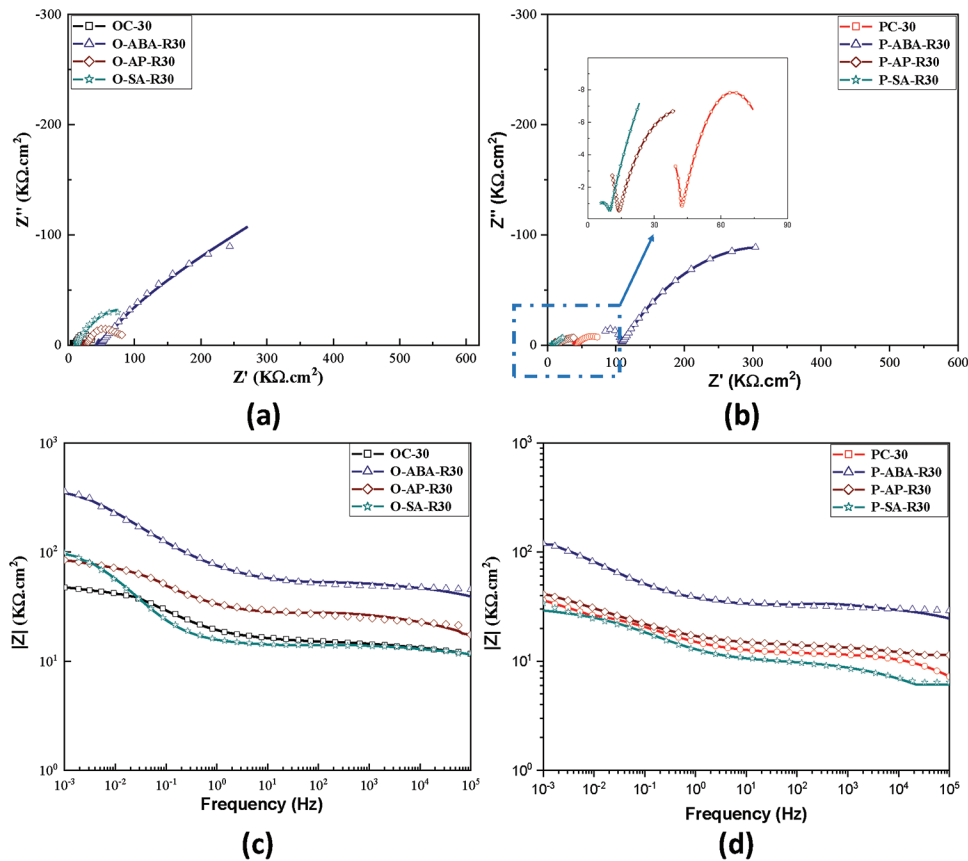 (a)
-300
-200
-100
0
Z'' (KΩ.cm²)
0 100 200 300 400 500 600
Z' (KΩ.cm²)
OC-30
O-ABA-R30
O-AP-R30
O-SA-R30
(a)
(b)
-300
-200
-100
0
Z'' (KΩ.cm²)
0 100 200 300 400 500 600
Z' (KΩ.cm²)
PC-30
P-ABA-R30
P-AP-R30
P-SA-R30
-8
-6
-4
-2
0 30 60 90
(b)
10³
10²
10¹
10⁰
|Z| (KΩ.cm²)
10⁻³ 10⁻² 10⁻¹ 10⁰ 10¹ 10² 10³ 10⁴ 10⁵
Frequency (Hz)
OC-30
O-ABA-R30
O-AP-R30
O-SA-R30
(c)
10³
10²
10¹
10⁰
|Z| (KΩ.cm²)
10⁻³ 10⁻² 10⁻¹ 10⁰ 10¹ 10² 10³ 10⁴ 10⁵
Frequency (Hz)
PC-30
P-ABA-R30
P-AP-R30
P-SA-R30
(d)